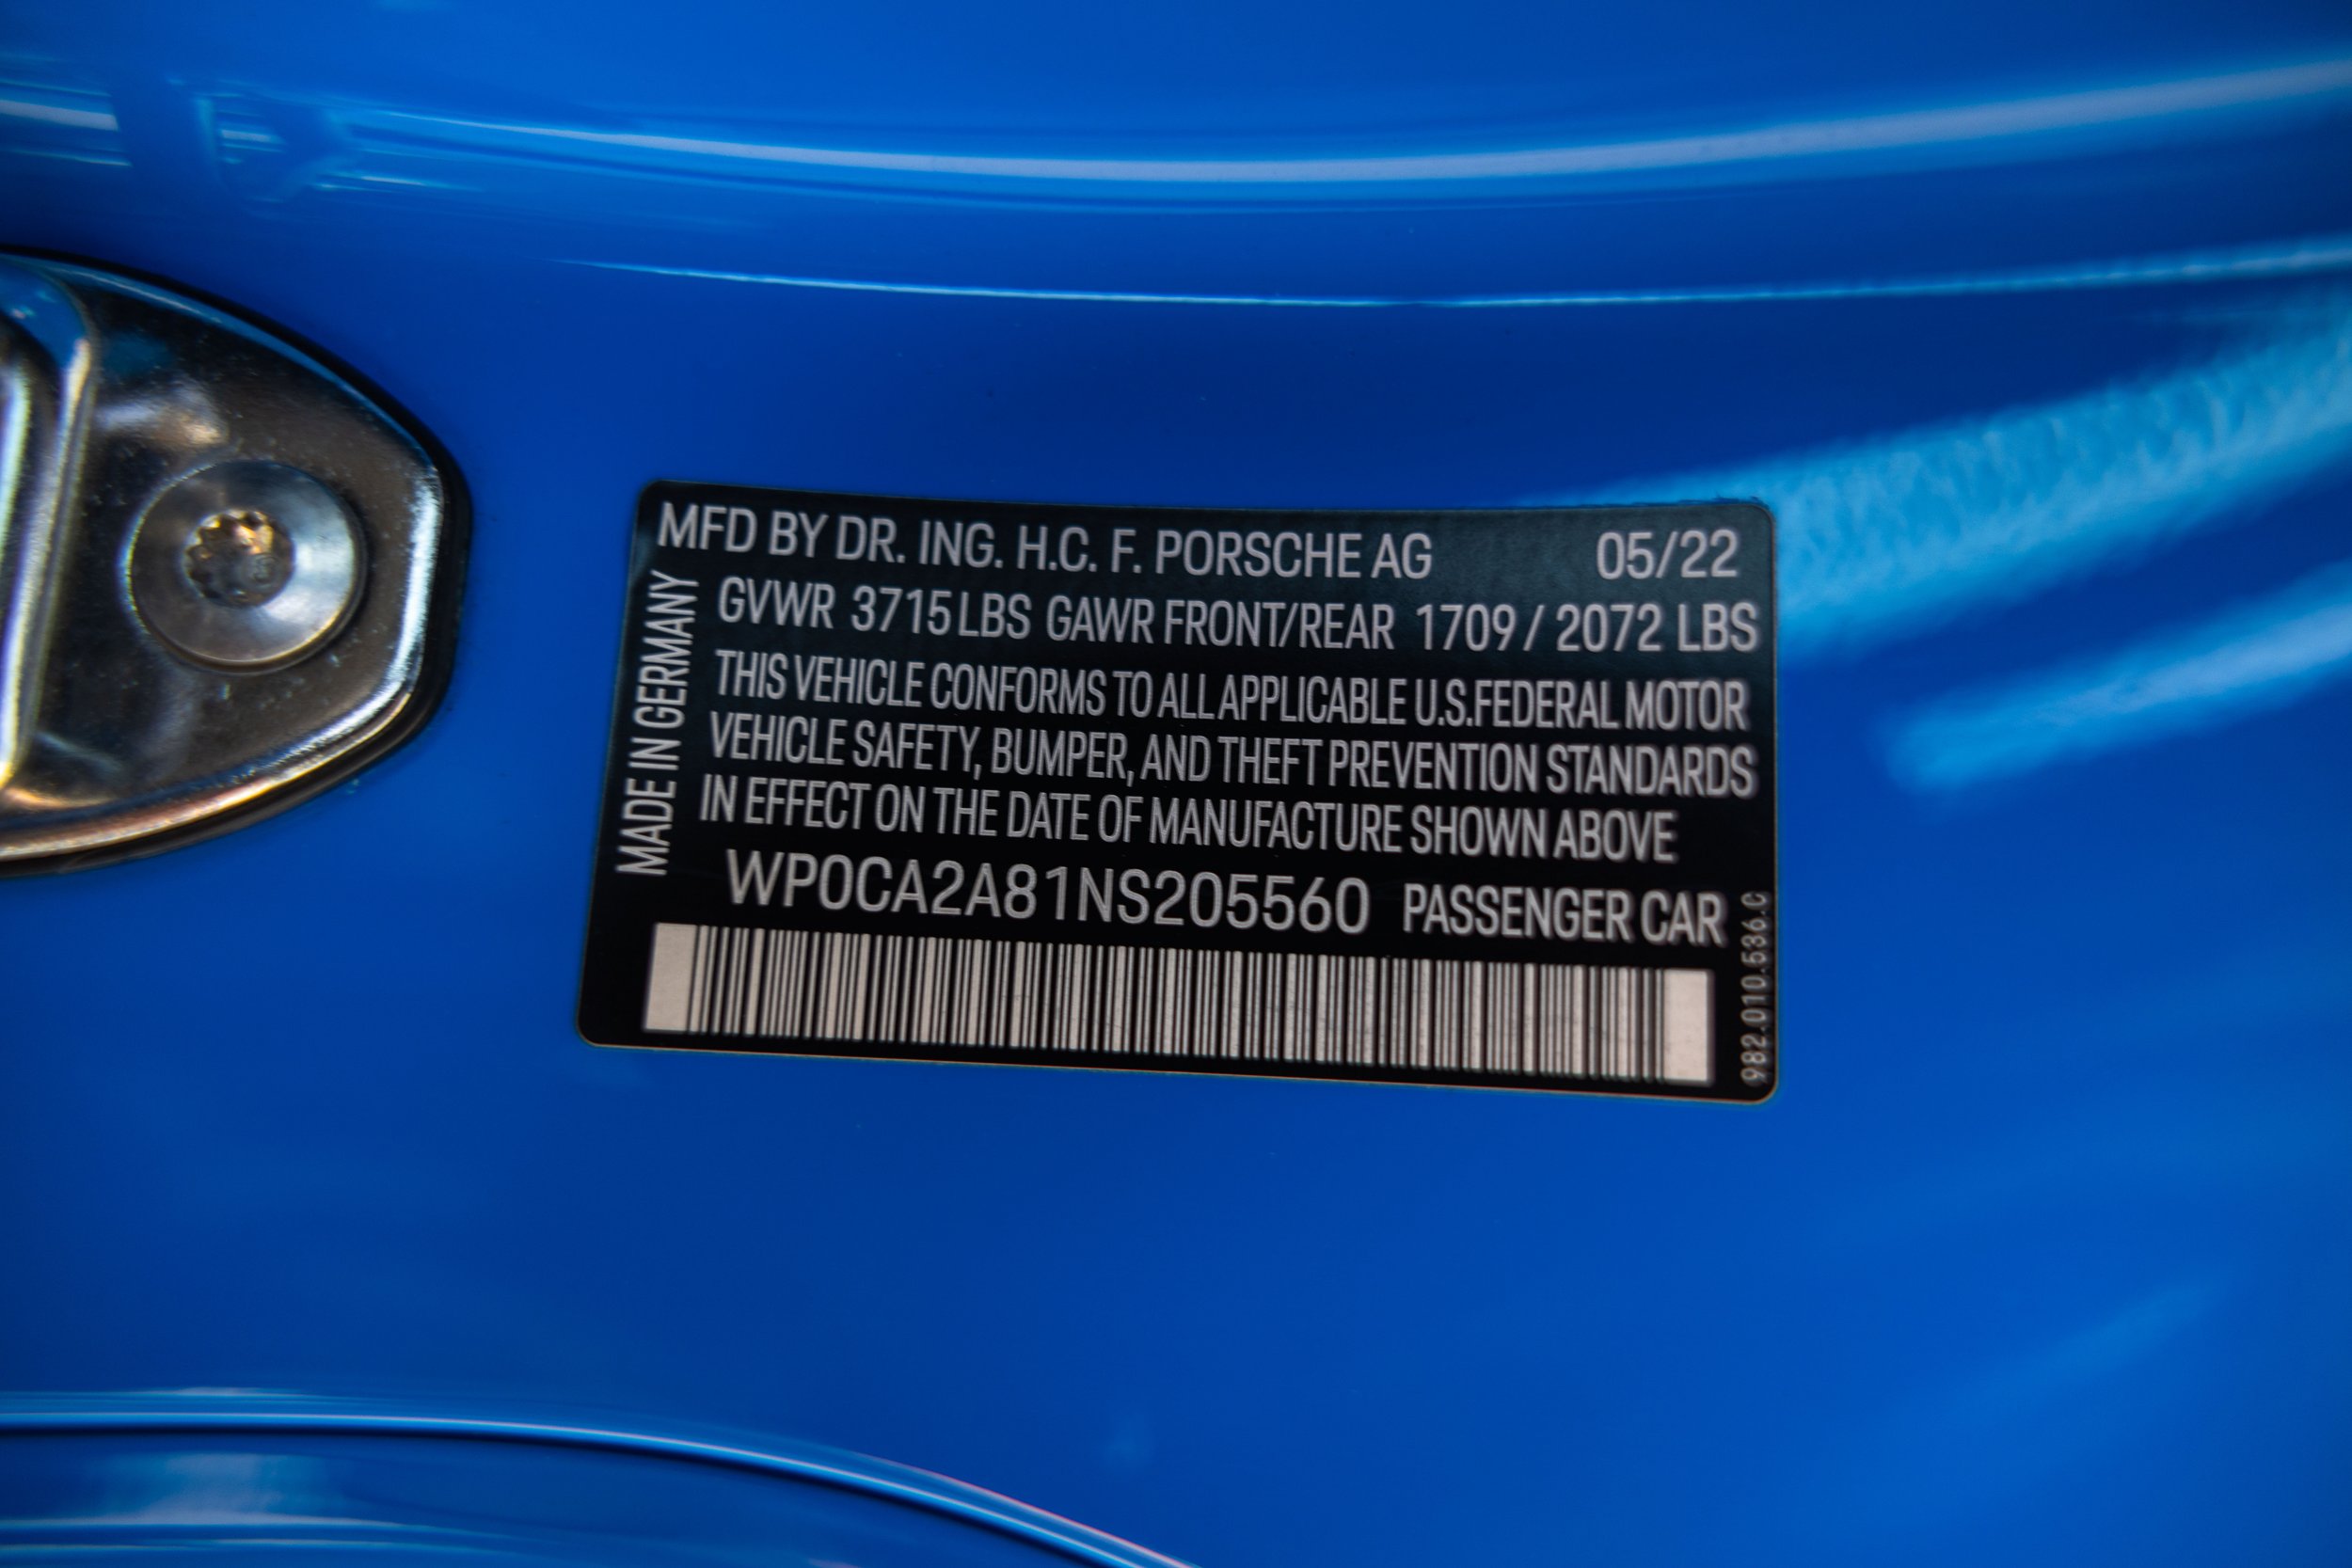 MFD BY DR. ING. H.C. F. PORSCHE AG 05/22
GVWR 3715 LBS GAWR FRONT/REAR 1709 / 2072 LBS
THIS VEHICLE CONFORMS TO ALL APPLICABLE U.S.FEDERAL MOTOR
VEHICLE SAFETY, BUMPER, AND THEFT PREVENTION STANDARDS
IN EFFECT ON THE DATE OF MANUFACTURE SHOWN ABOVE
WP0CA2A81NS205560 PASSENGER CAR
MADE IN GERMANY
982.010.536.C